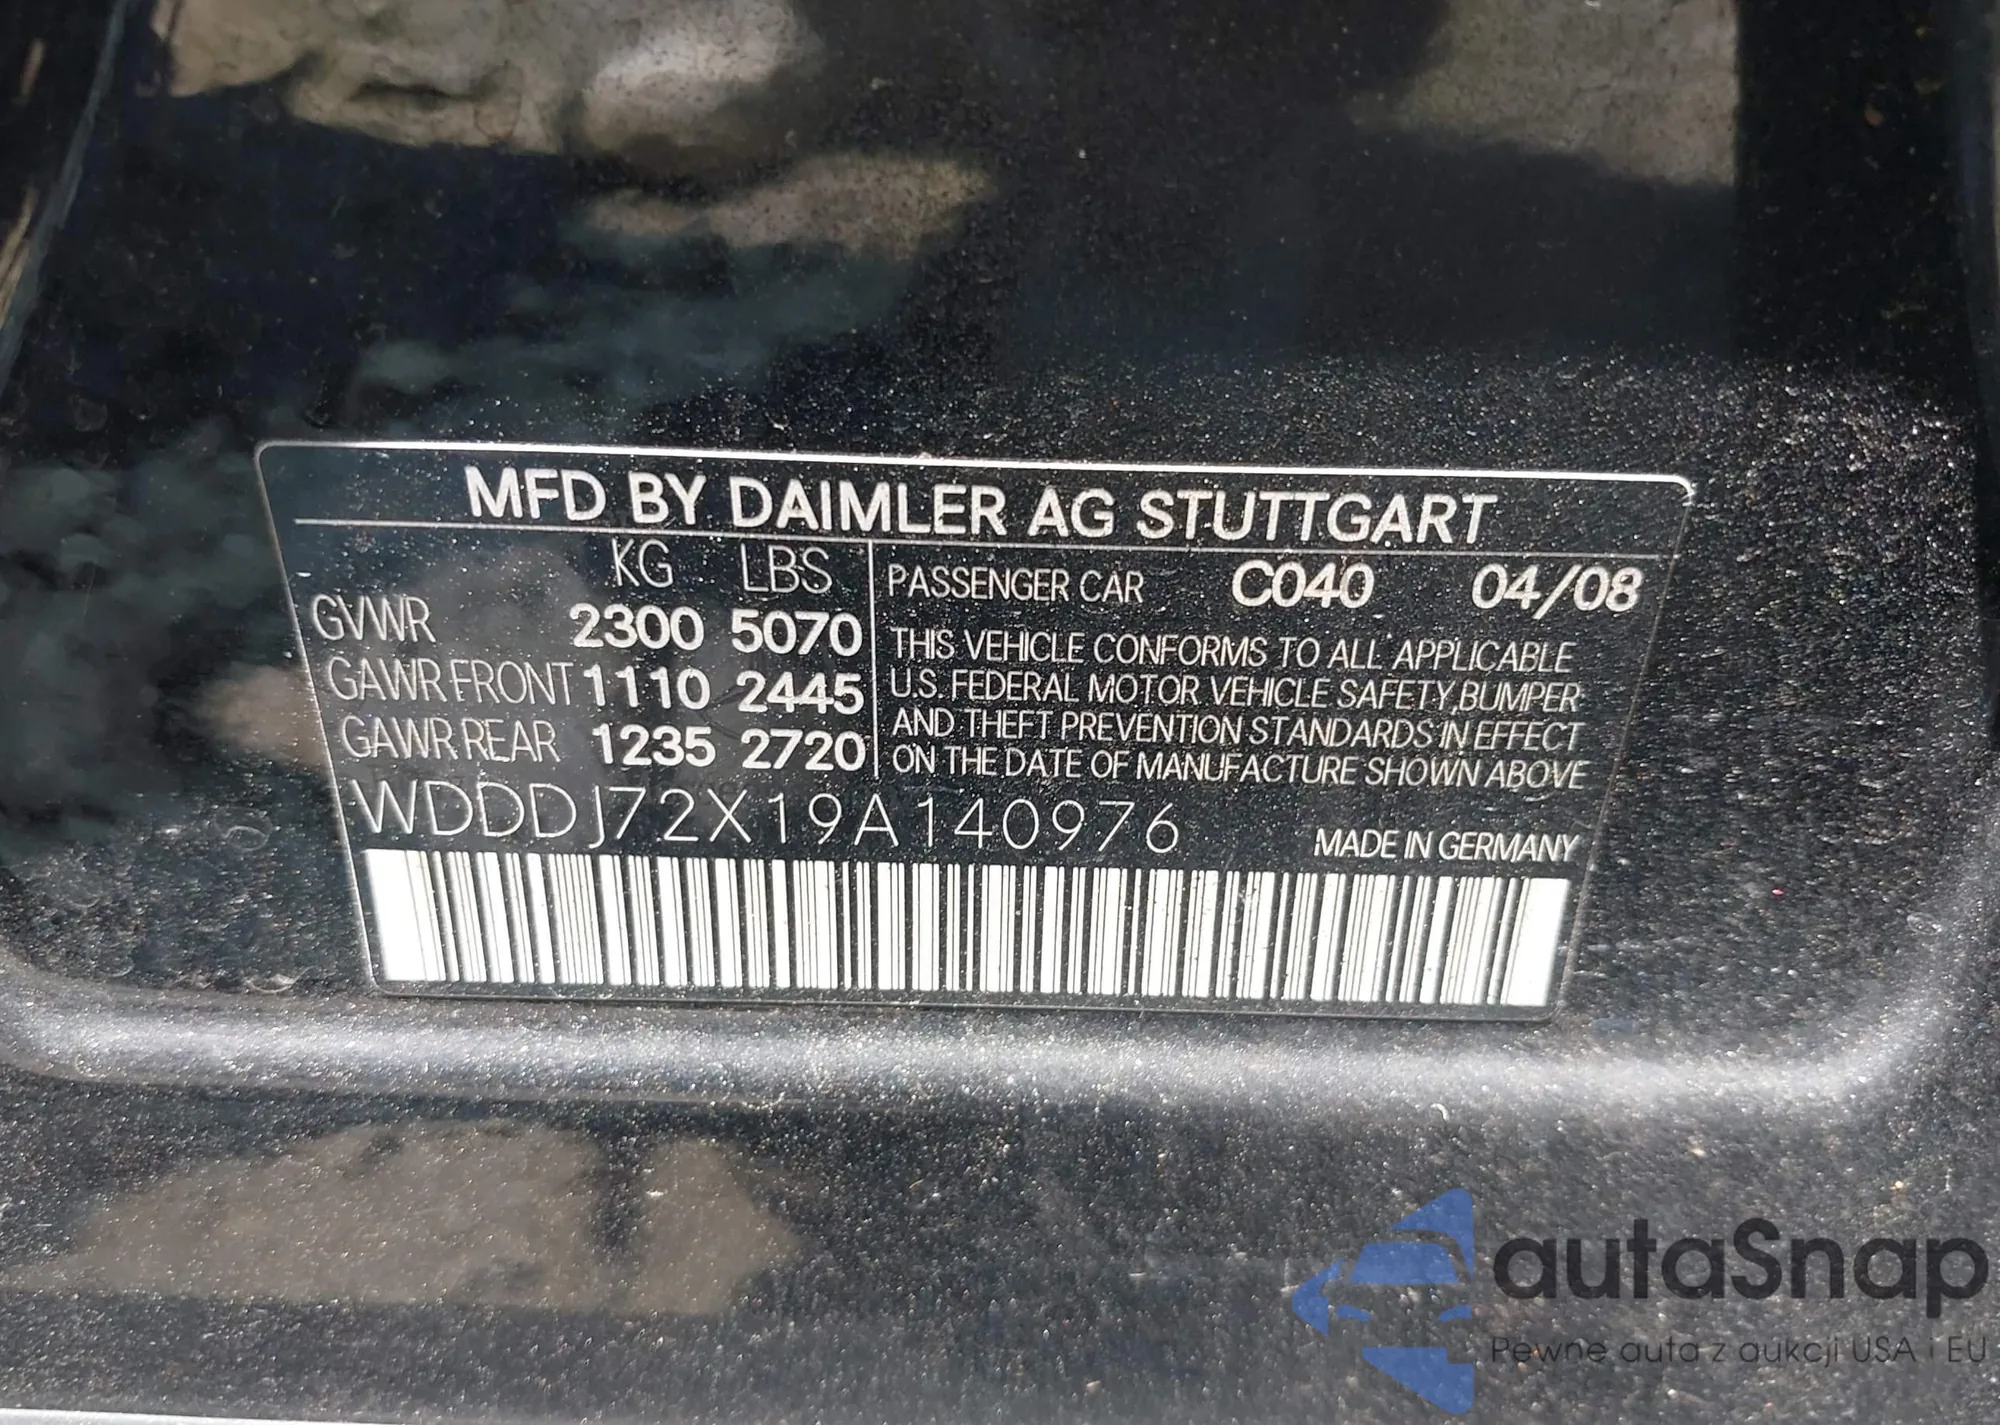 MFD BY DAIMLER AG STUTTGART
KG LBS
GVWR 2300 5070
GAWR FRONT 1110 2445
GAWR REAR 1235 2720
PASSENGER CAR C040 04/08
THIS VEHICLE CONFORMS TO ALL APPLICABLE
U.S. FEDERAL MOTOR VEHICLE SAFETY, BUMPER
AND THEFT PREVENTION STANDARDS IN EFFECT
ON THE DATE OF MANUFACTURE SHOWN ABOVE
WDDDJ72X19A140976
MADE IN GERMANY
autaSnap
Pewne auta z aukcji USA i EU